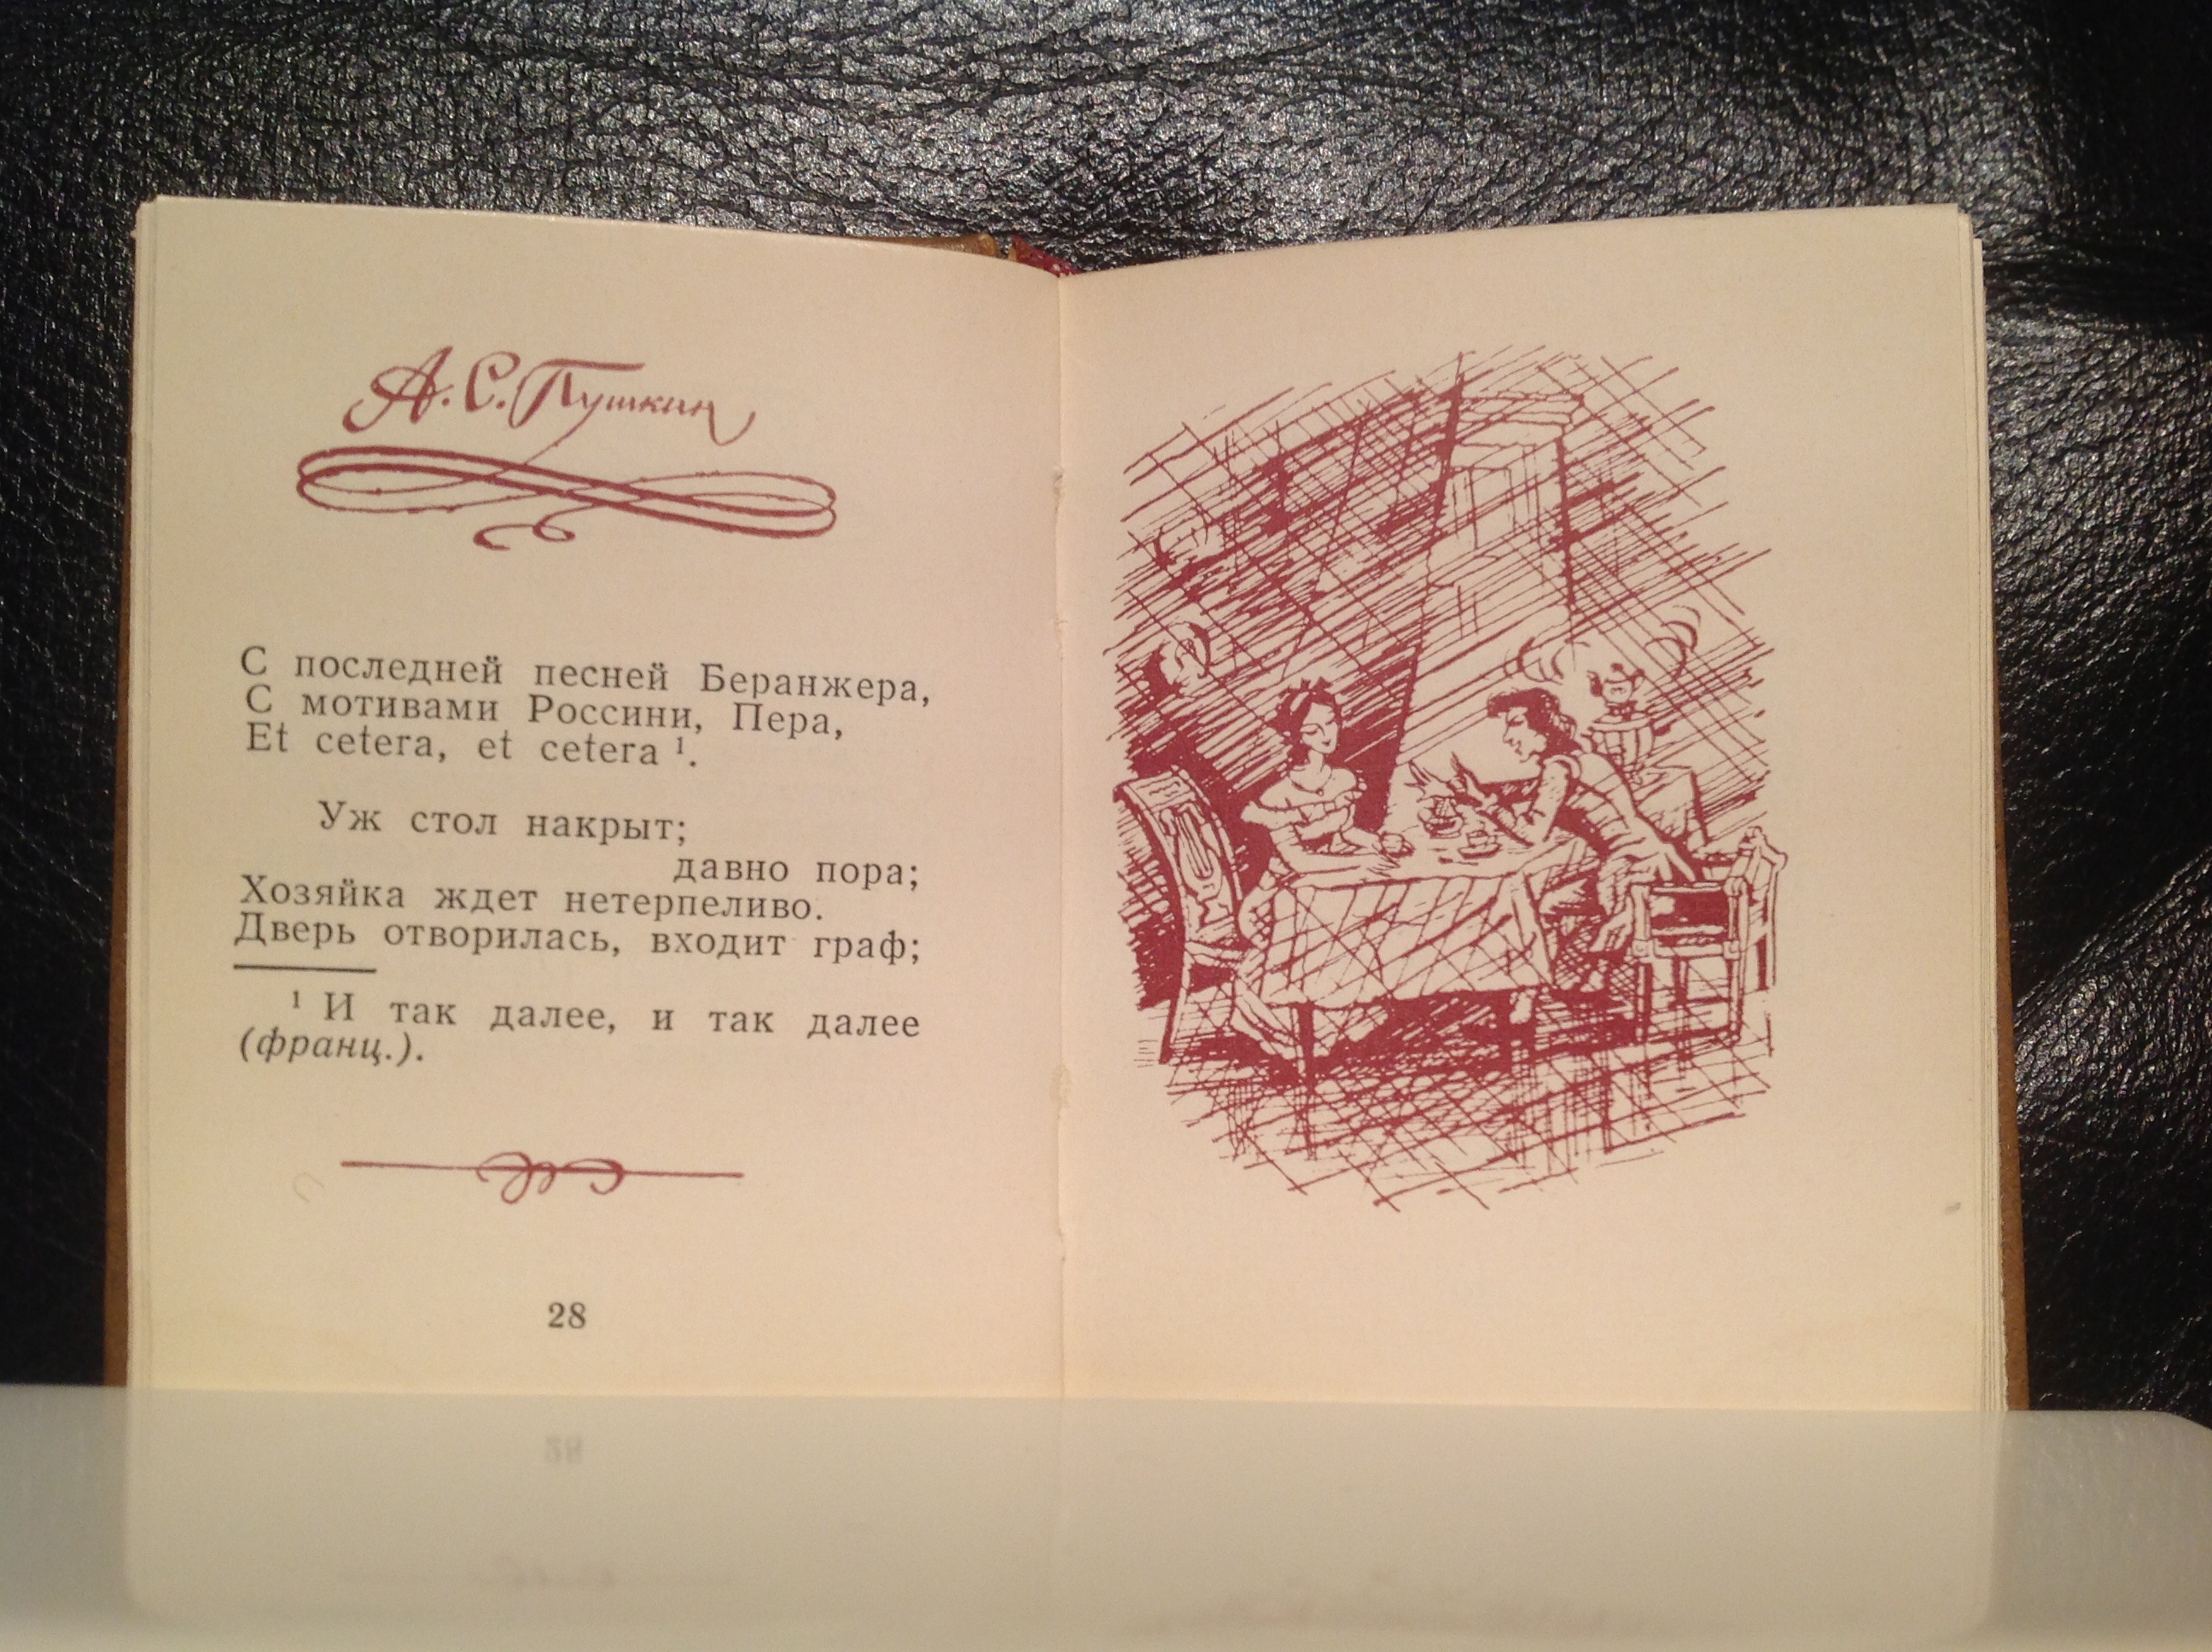 А. С. Пушкин
С последней песней Беранжера,
С мотивами Россини, Пера,
Et cetera, et cetera ¹.
Уж стол накрыт;
давно пора;
Хозяйка ждет нетерпеливо.
Дверь отворилась, входит граф;
¹ И так далее, и так далее
(франц.).
28